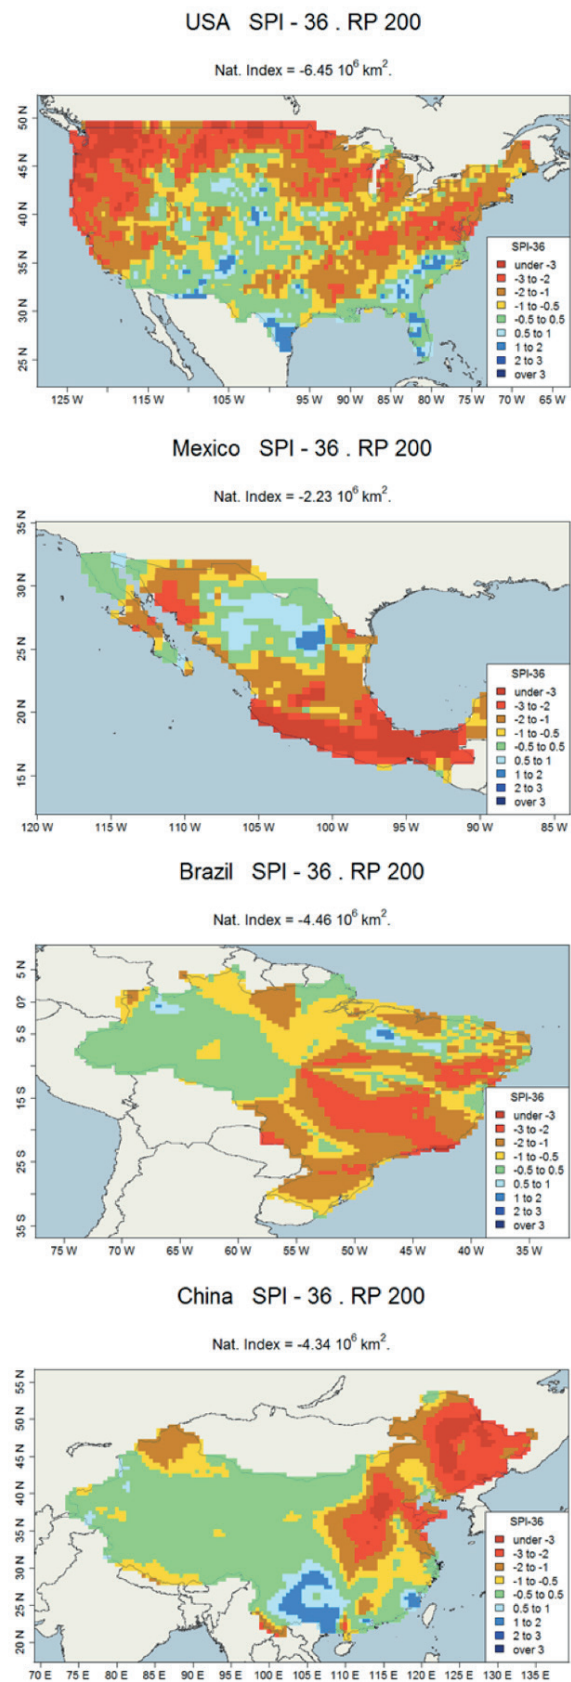 USA SPI - 36 . RP 200
Nat. Index = -6.45 10⁶ km².
50 N
45 N
40 N
35 N
30 N
25 N
SPI-36
under -3
-3 to -2
-2 to -1
-1 to -0.5
-0.5 to 0.5
0.5 to 1
1 to 2
2 to 3
over 3
125 W 115 W 105 W 95 W 90 W 85 W 80 W 75 W 70 W 68 W 63 W
Mexico SPI - 36 . RP 200
Nat. Index = -2.23 10⁶ km².
35 N
30 N
25 N
20 N
15 N
SPI-36
under -3
-3 to -2
-2 to -1
-1 to -0.5
-0.5 to 0.5
0.5 to 1
1 to 2
2 to 3
over 3
120 W 115 W 110 W 105 W 100 W 95 W 90 W 85 W
Brazil SPI - 36 . RP 200
Nat. Index = -4.46 10⁶ km².
5 N
0?
5 S
15 S
25 S
35 S
SPI-36
under -3
-3 to -2
-2 to -1
-1 to -0.5
-0.5 to 0.5
0.5 to 1
1 to 2
2 to 3
over 3
75 W 70 W 65 W 60 W 55 W 50 W 45 W 40 W 35 W
China SPI - 36 . RP 200
Nat. Index = -4.34 10⁶ km².
55 N
50 N
45 N
40 N
35 N
30 N
25 N
20 N
SPI-36
under -3
-3 to -2
-2 to -1
-1 to -0.5
-0.5 to 0.5
0.5 to 1
1 to 2
2 to 3
over 3
70 E 75 E 80 E 85 E 90 E 95 E 100 E 105 E 110 E 115 E 120 E 125 E 130 E 135 E